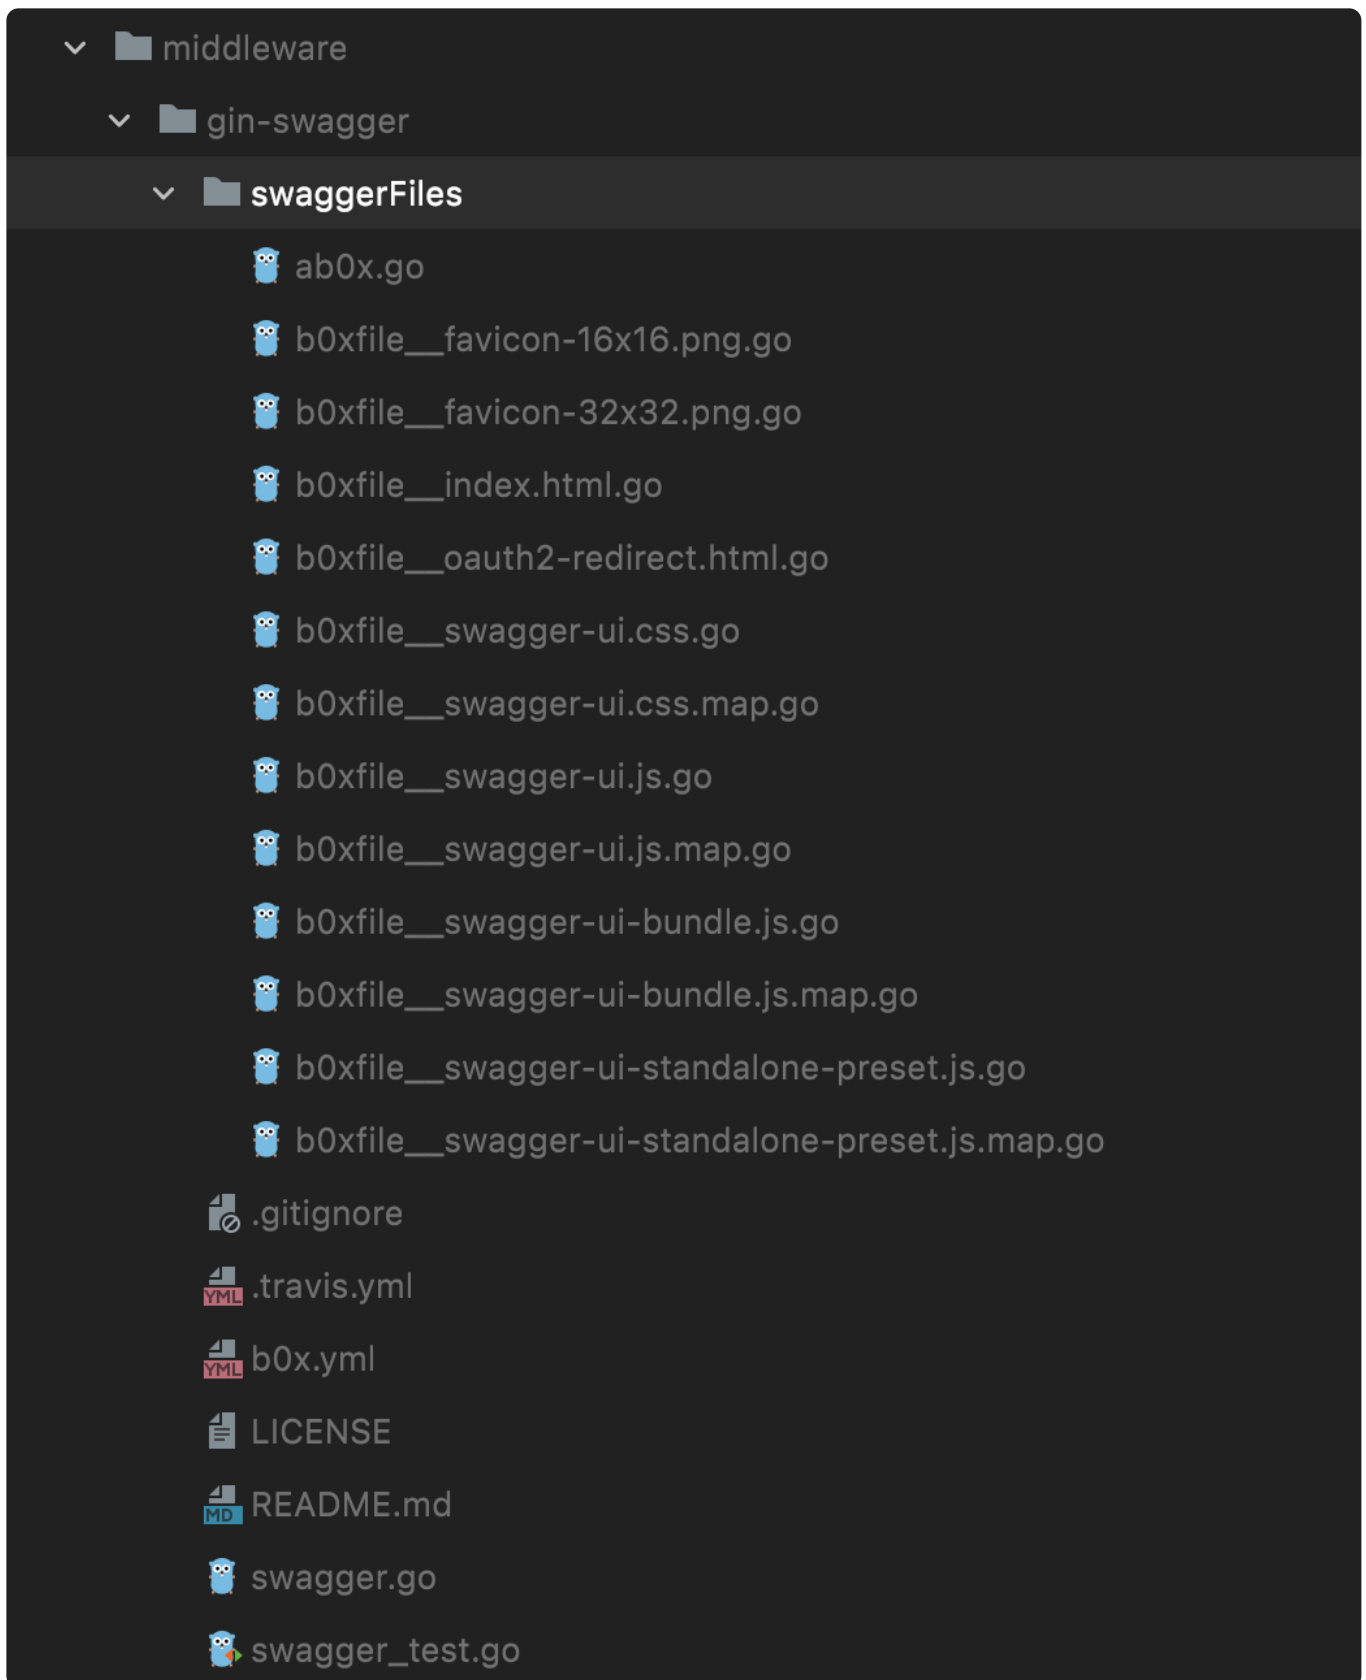 middleware
gin-swagger
swaggerFiles
ab0x.go
b0xfile__favicon-16x16.png.go
b0xfile__favicon-32x32.png.go
b0xfile__index.html.go
b0xfile__oauth2-redirect.html.go
b0xfile__swagger-ui.css.go
b0xfile__swagger-ui.css.map.go
b0xfile__swagger-ui.js.go
b0xfile__swagger-ui.js.map.go
b0xfile__swagger-ui-bundle.js.go
b0xfile__swagger-ui-bundle.js.map.go
b0xfile__swagger-ui-standalone-preset.js.go
b0xfile__swagger-ui-standalone-preset.js.map.go
.gitignore
YML .travis.yml
YML b0x.yml
LICENSE
MD README.md
swagger.go
swagger_test.go